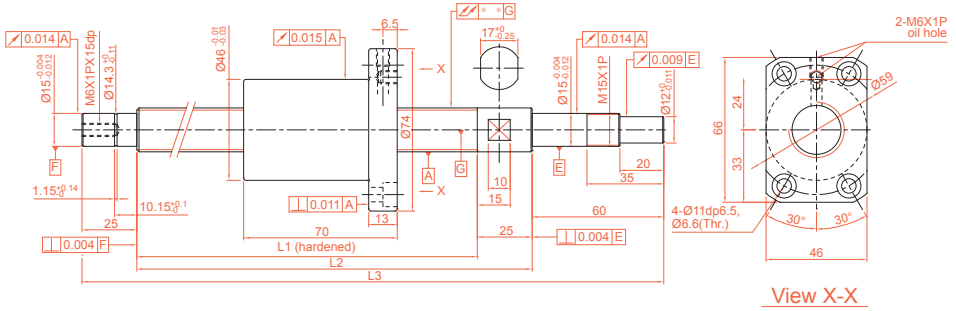 0.014 A
Ø15 -0.004 -0.012
M6X1PX15dp
Ø14.3 +0 -0.11
Ø46 -0.01 -0.03
0.015 A
6.5
X
* * G
17 +0 -0.25
0.014 A
Ø15 -0.004 -0.012
M15X1P
0.009 E
Ø12 +0 -0.011
2-M6X1P
oil hole
Ø59
Ø74
24
66
33
F
A
G
E
X
10
15
20
35
1.15 +0.14 -0
10.15 +0.1 -0
0.011 A
13
25
70
25
60
0.004 F
L1 (hardened)
0.004 E
L2
L3
4-Ø11dp6.5,
Ø6.6(Thr.)
30°
30°
46
View X-X